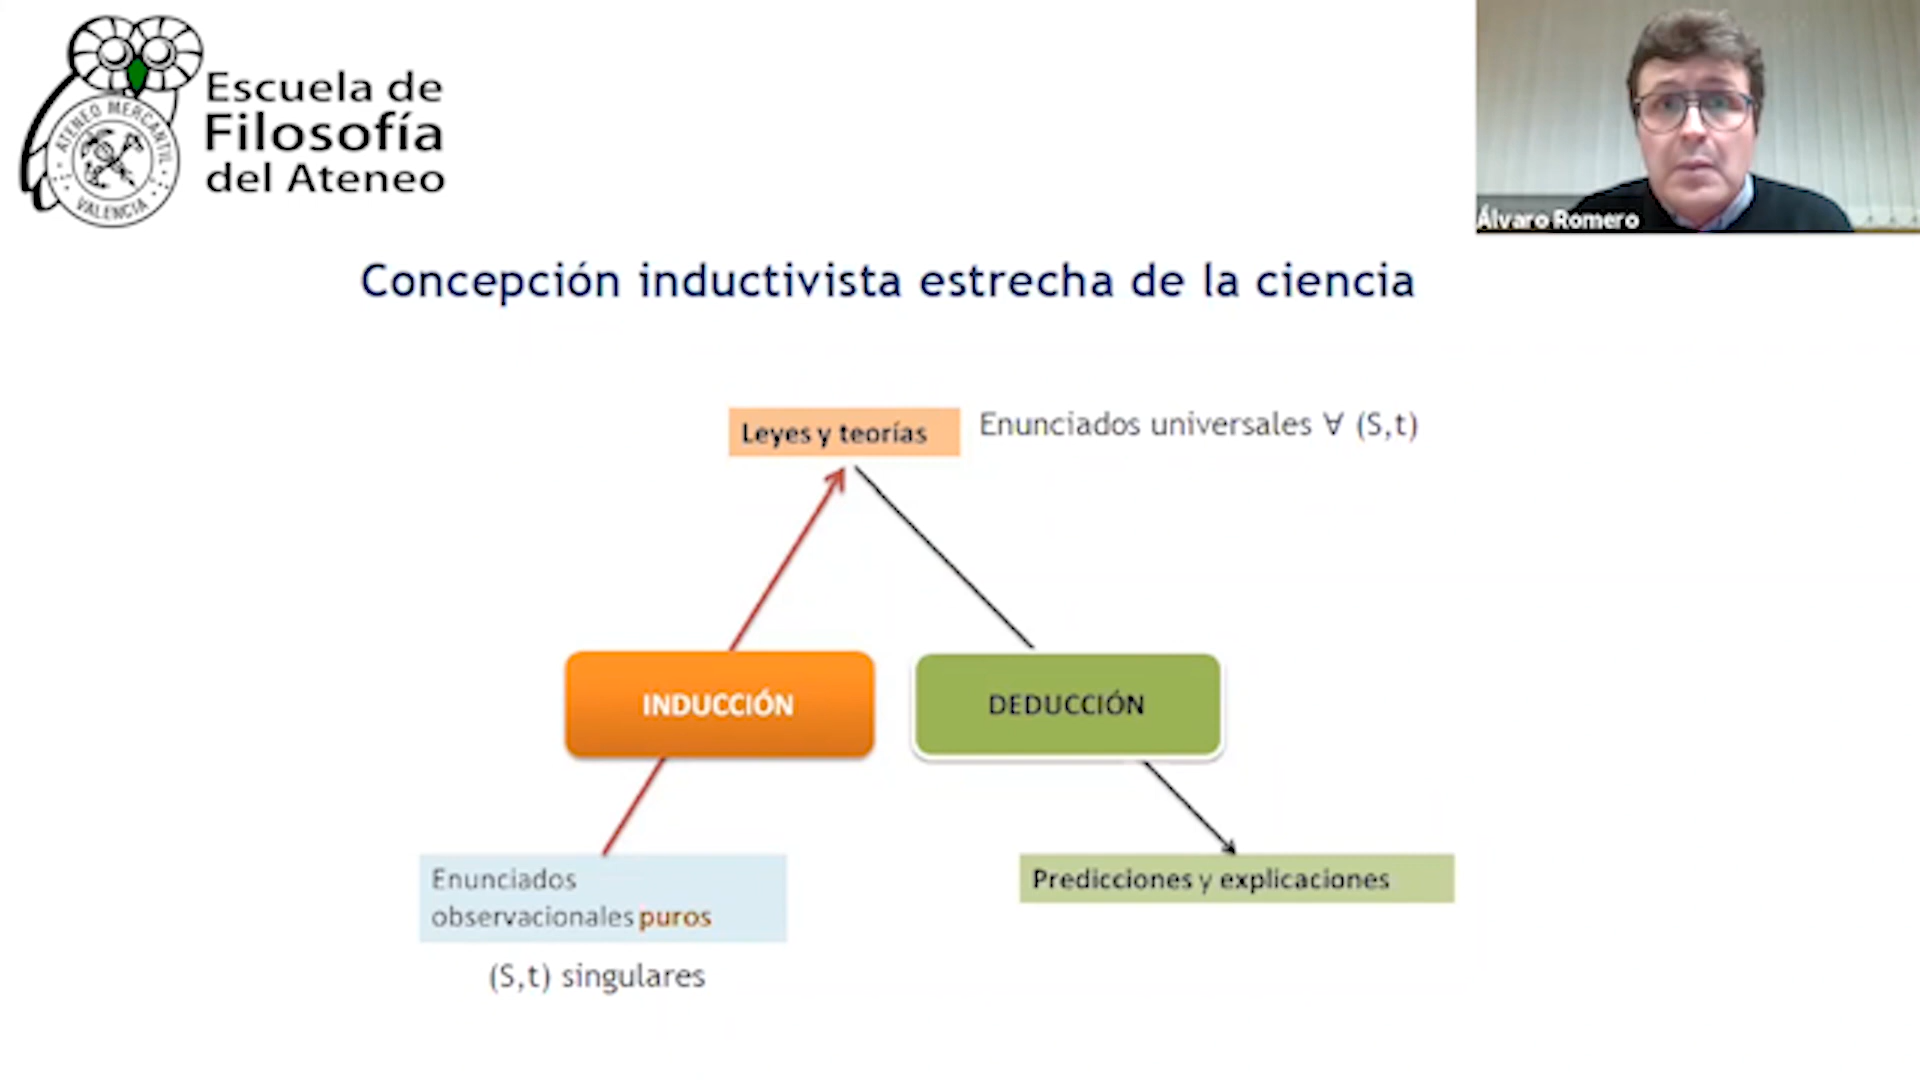 Escuela de
Filosofía
del Ateneo
ATENEO MERCANTIL
VALENCIA
Álvaro Romero
Concepción inductivista estrecha de la ciencia
Leyes y teorías
Enunciados universales ∀ (S,t)
INDUCCIÓN
DEDUCCIÓN
Enunciados
observacionales puros
(S,t) singulares
Predicciones y explicaciones